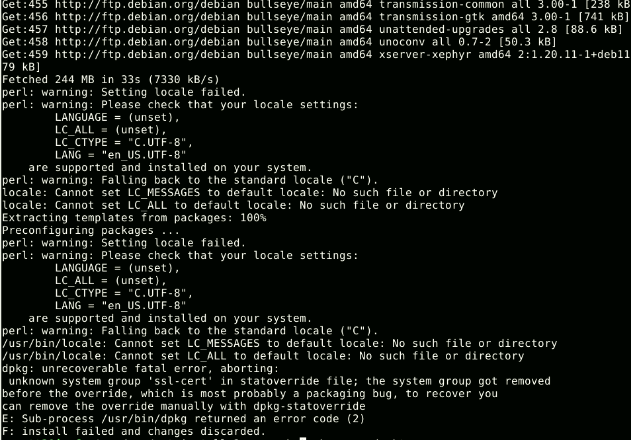 Get:455 http://ftp.debian.org/debian bullseye/main amd64 transmission-common all 3.00-1 [238 kB
Get:456 http://ftp.debian.org/debian bullseye/main amd64 transmission-gtk amd64 3.00-1 [741 kB]
Get:457 http://ftp.debian.org/debian bullseye/main amd64 unattended-upgrades all 2.8 [88.6 kB]
Get:458 http://ftp.debian.org/debian bullseye/main amd64 unoconv all 0.7-2 [50.3 kB]
Get:459 http://ftp.debian.org/debian bullseye/main amd64 xserver-xephyr amd64 2:1.20.11-1+deb11
79 kB]
Fetched 244 MB in 33s (7330 kB/s)
perl: warning: Setting locale failed.
perl: warning: Please check that your locale settings:
LANGUAGE = (unset),
LC_ALL = (unset),
LC_CTYPE = "C.UTF-8",
LANG = "en_US.UTF-8"
are supported and installed on your system.
perl: warning: Falling back to the standard locale ("C").
locale: Cannot set LC_MESSAGES to default locale: No such file or directory
locale: Cannot set LC_ALL to default locale: No such file or directory
Extracting templates from packages: 100%
Preconfiguring packages ...
perl: warning: Setting locale failed.
perl: warning: Please check that your locale settings:
LANGUAGE = (unset),
LC_ALL = (unset),
LC_CTYPE = "C.UTF-8",
LANG = "en_US.UTF-8"
are supported and installed on your system.
perl: warning: Falling back to the standard locale ("C").
/usr/bin/locale: Cannot set LC_MESSAGES to default locale: No such file or directory
/usr/bin/locale: Cannot set LC_ALL to default locale: No such file or directory
dpkg: unrecoverable fatal error, aborting:
unknown system group 'ssl-cert' in statoverride file; the system group got removed
before the override, which is most probably a packaging bug, to recover you
can remove the override manually with dpkg-statoverride
E: Sub-process /usr/bin/dpkg returned an error code (2)
F: install failed and changes discarded.